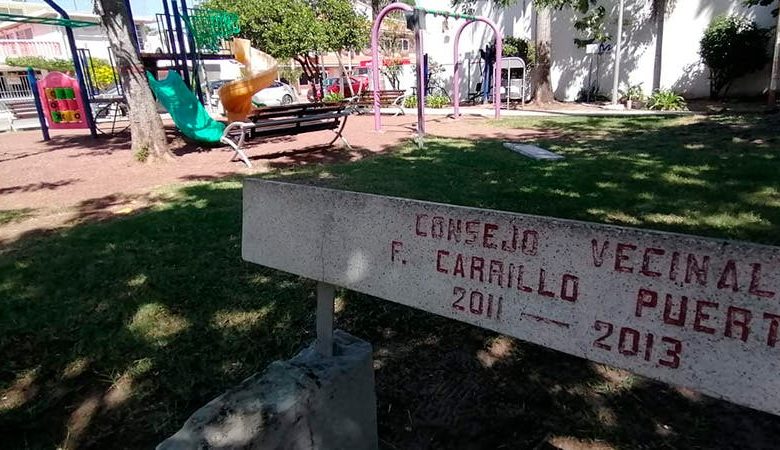 CONSEJO VECINAL
F. CARRILLO PUERT
2011 — 2013